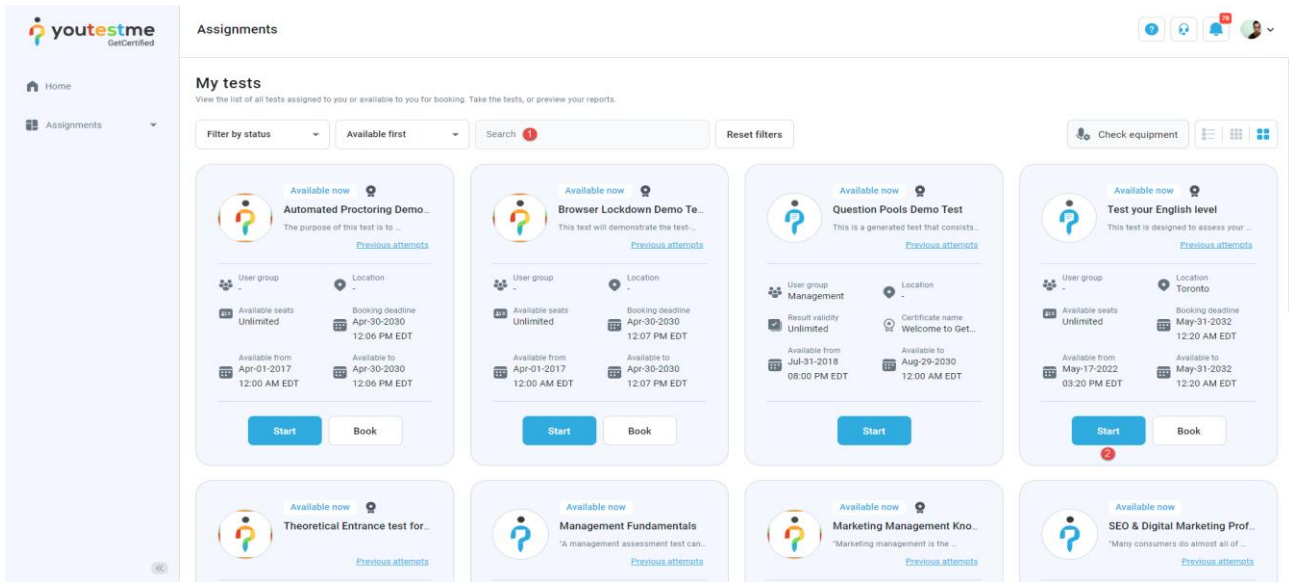 youtestme
GetCertified
Assignments
78
Home
Assignments
My tests
View the list of all tests assigned to you or available to you for booking. Take the tests, or preview your reports.
Filter by status
Available first
Search 1
Reset filters
Check equipment
Available now
Automated Proctoring Demo...
The purpose of this test is to ...
Previous attempts
User group
-
Location
-
Available seats
Unlimited
Booking deadline
Apr-30-2030
12:06 PM EDT
Available from
Apr-01-2017
12:00 AM EDT
Available to
Apr-30-2030
12:06 PM EDT
Start
Book
Available now
Browser Lockdown Demo Te...
This test will demonstrate the test-...
Previous attempts
User group
-
Location
-
Available seats
Unlimited
Booking deadline
Apr-30-2030
12:07 PM EDT
Available from
Apr-01-2017
12:00 AM EDT
Available to
Apr-30-2030
12:07 PM EDT
Start
Book
Available now
Question Pools Demo Test
This is a generated test that consists...
Previous attempts
User group
Management
Location
-
Result validity
Unlimited
Certificate name
Welcome to Get...
Available from
Jul-31-2018
08:00 PM EDT
Available to
Aug-29-2030
12:00 AM EDT
Start
Available now
Test your English level
This test is designed to assess your ...
Previous attempts
User group
-
Location
Toronto
Available seats
Unlimited
Booking deadline
May-31-2032
12:20 AM EDT
Available from
May-17-2022
03:20 PM EDT
Available to
May-31-2032
12:20 AM EDT
Start
Book
2
Available now
Theoretical Entrance test for...
Previous attempts
Available now
Management Fundamentals
"A management assessment test can...
Previous attempts
Available now
Marketing Management Kno...
"Marketing management is the ...
Previous attempts
Available now
SEO & Digital Marketing Prof...
"Many consumers do almost all of ...
Previous attempts